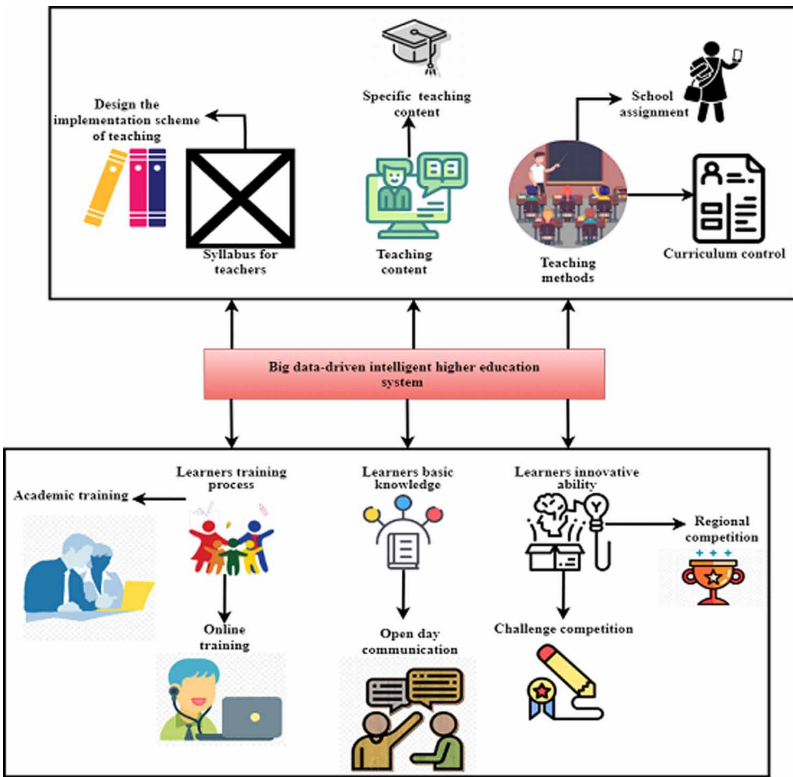 Specific teaching
content
Design the
implementation scheme
of teaching
School
assignment
Syllabus for
teachers
Teaching
content
Teaching
methods
Curriculum control
Big data-driven intelligent higher education
system
Learners training
process
Learners basic
knowledge
Learners innovative
ability
Academic training
Regional
competition
Online
training
Open day
communication
Challenge competition